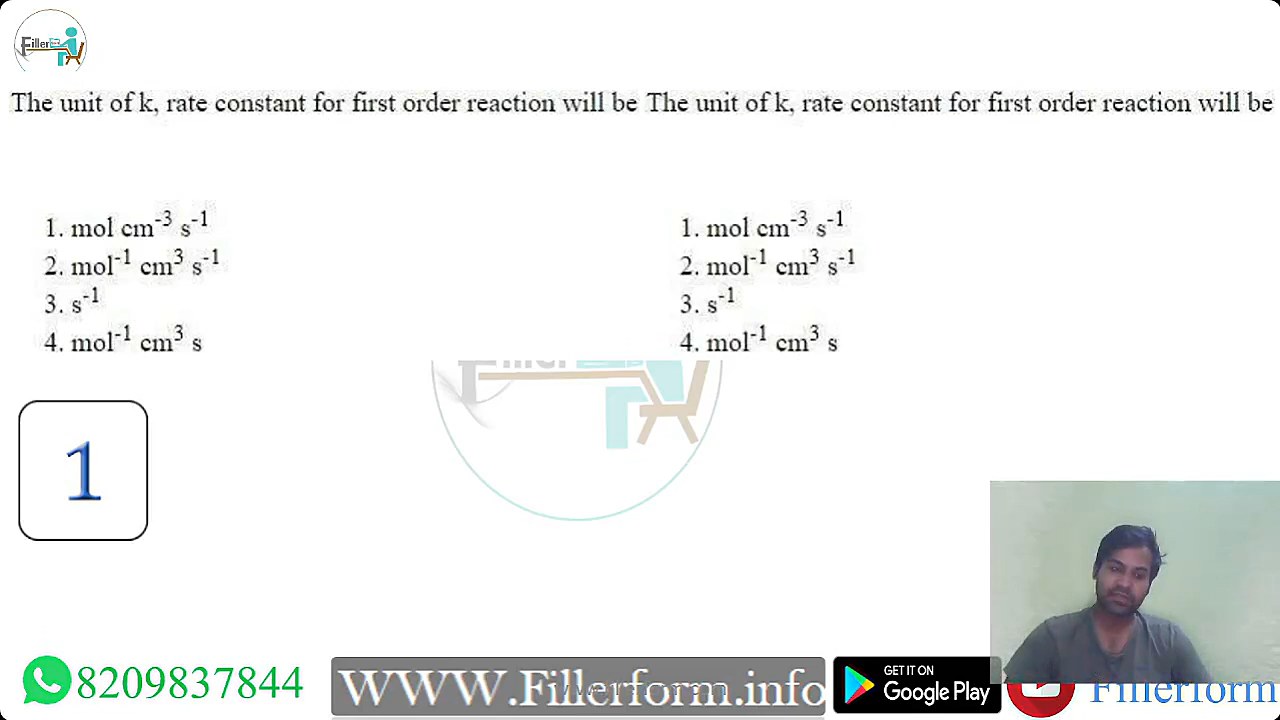 Filler
The unit of k, rate constant for first order reaction will be The unit of k, rate constant for first order reaction will be
1. mol cm⁻³ s⁻¹
2. mol⁻¹ cm³ s⁻¹
3. s⁻¹
4. mol⁻¹ cm³ s
1. mol cm⁻³ s⁻¹
2. mol⁻¹ cm³ s⁻¹
3. s⁻¹
4. mol⁻¹ cm³ s
1
8209837844
WWW.Fillerform.info
GET IT ON
Google Play
Fillerform